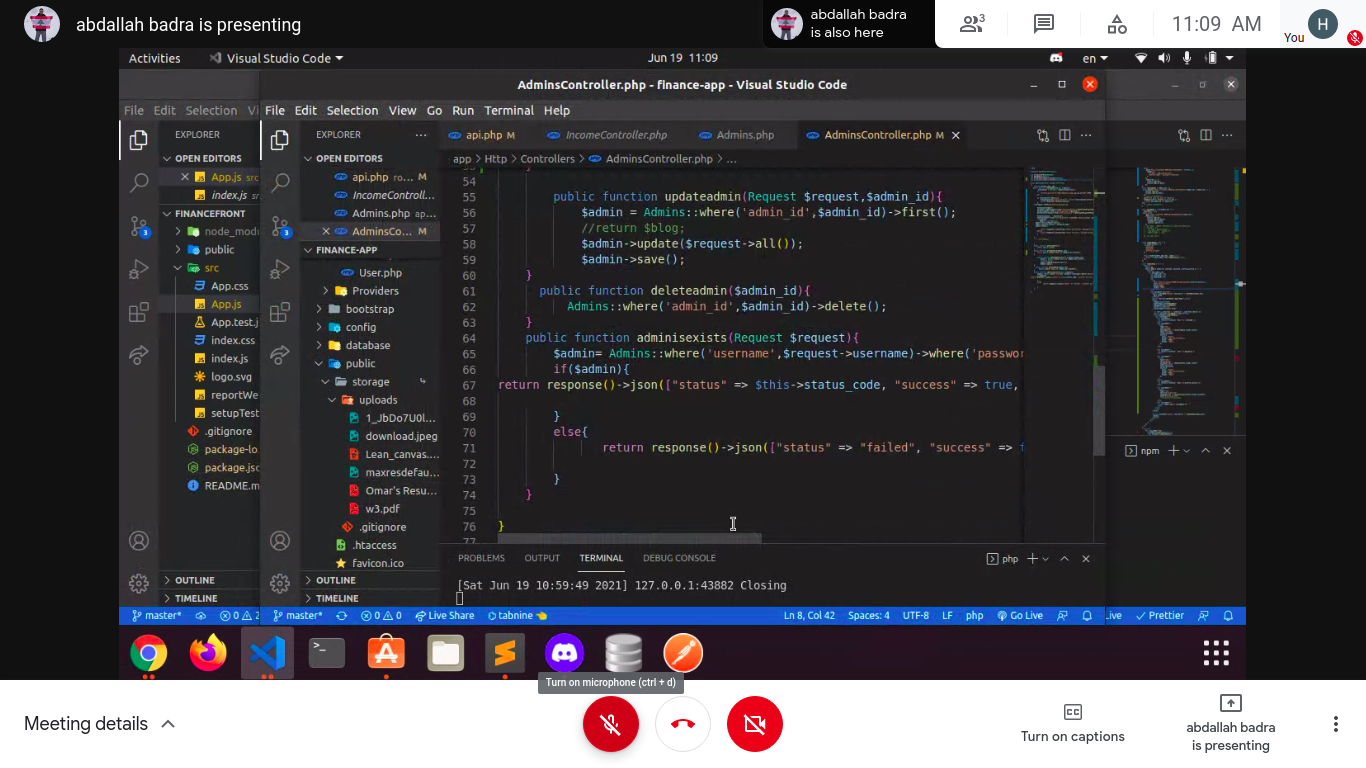 abdallah badra is presenting
abdallah badra
is also here
3
11:09 AM
You
H
Activities
Visual Studio Code
Jun 19 11:09
en
AdminsController.php - finance-app - Visual Studio Code
File Edit Selection Vi
File Edit Selection View Go Run Terminal Help
EXPLORER
OPEN EDITORS
App.js src
index.js sr
FINANCEFRONT
node_modu
public
src
App.css
App.js
App.test.j
index.css
index.js
logo.svg
reportWe
setupTest
.gitignore
package-lo
package.jsc
README.m
OUTLINE
TIMELINE
3
EXPLORER ...
OPEN EDITORS
api.php ro... M
IncomeControll...
Admins.php ap...
AdminsCo... M
FINANCE-APP
User.php
Providers
bootstrap
config
database
public
storage
uploads
1_JbDo7U0l...
download.jpeg
Lean_canvas....
maxresdefau...
Omar's Resu...
w3.pdf
.gitignore
.htaccess
favicon.ico
OUTLINE
TIMELINE
3
api.php M IncomeController.php Admins.php AdminsController.php M
app > Http > Controllers > AdminsController.php > ...
54
55 public function updateadmin(Request $request,$admin_id){
56 $admin = Admins::where('admin_id',$admin_id)->first();
57 //return $blog;
58 $admin->update($request->all());
59 $admin->save();
60 }
61 public function deleteadmin($admin_id){
62 Admins::where('admin_id',$admin_id)->delete();
63 }
64 public function adminisexists(Request $request){
65 $admin= Admins::where('username',$request->username)->where('passwor
66 if($admin){
67 return response()->json(["status" => $this->status_code, "success" => true,
68
69 }
70 else{
71 return response()->json(["status" => "failed", "success" => f
72
73 }
74 }
75
76 }
77
PROBLEMS OUTPUT TERMINAL DEBUG CONSOLE
php
npm
[Sat Jun 19 10:59:49 2021] 127.0.0.1:43882 Closing
master* 0 2
master* 0 0 Live Share tabnine
Ln 8, Col 42 Spaces: 4 UTF-8 LF php Go Live
Live Prettier
Turn on microphone (ctrl + d)
Meeting details
CC
Turn on captions
abdallah badra
is presenting